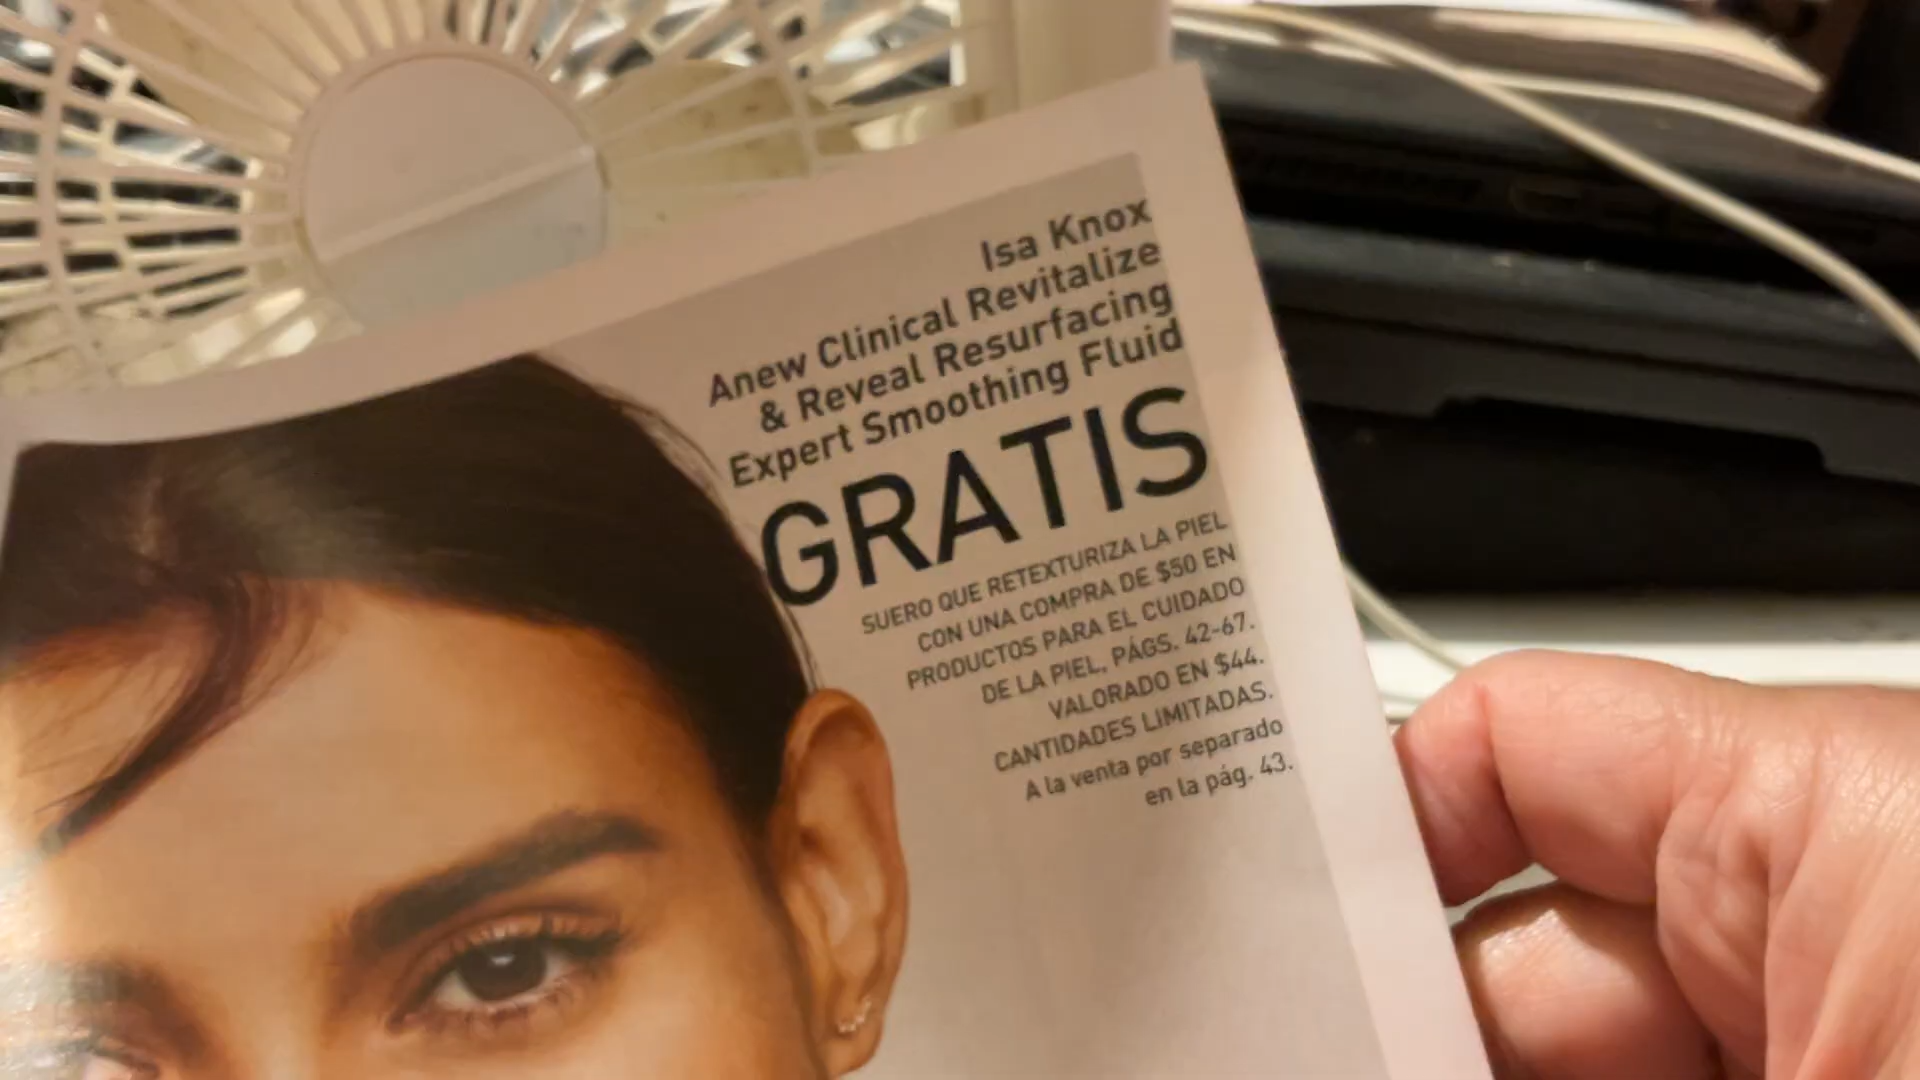 Isa Knox
Anew Clinical Revitalize
& Reveal Resurfacing
Expert Smoothing Fluid
GRATIS
SUERO QUE RETEXTURIZA LA PIEL
CON UNA COMPRA DE $50 EN
PRODUCTOS PARA EL CUIDADO
DE LA PIEL, PÁGS. 42-67.
VALORADO EN $44.
CANTIDADES LIMITADAS.
A la venta por separado
en la pág. 43.